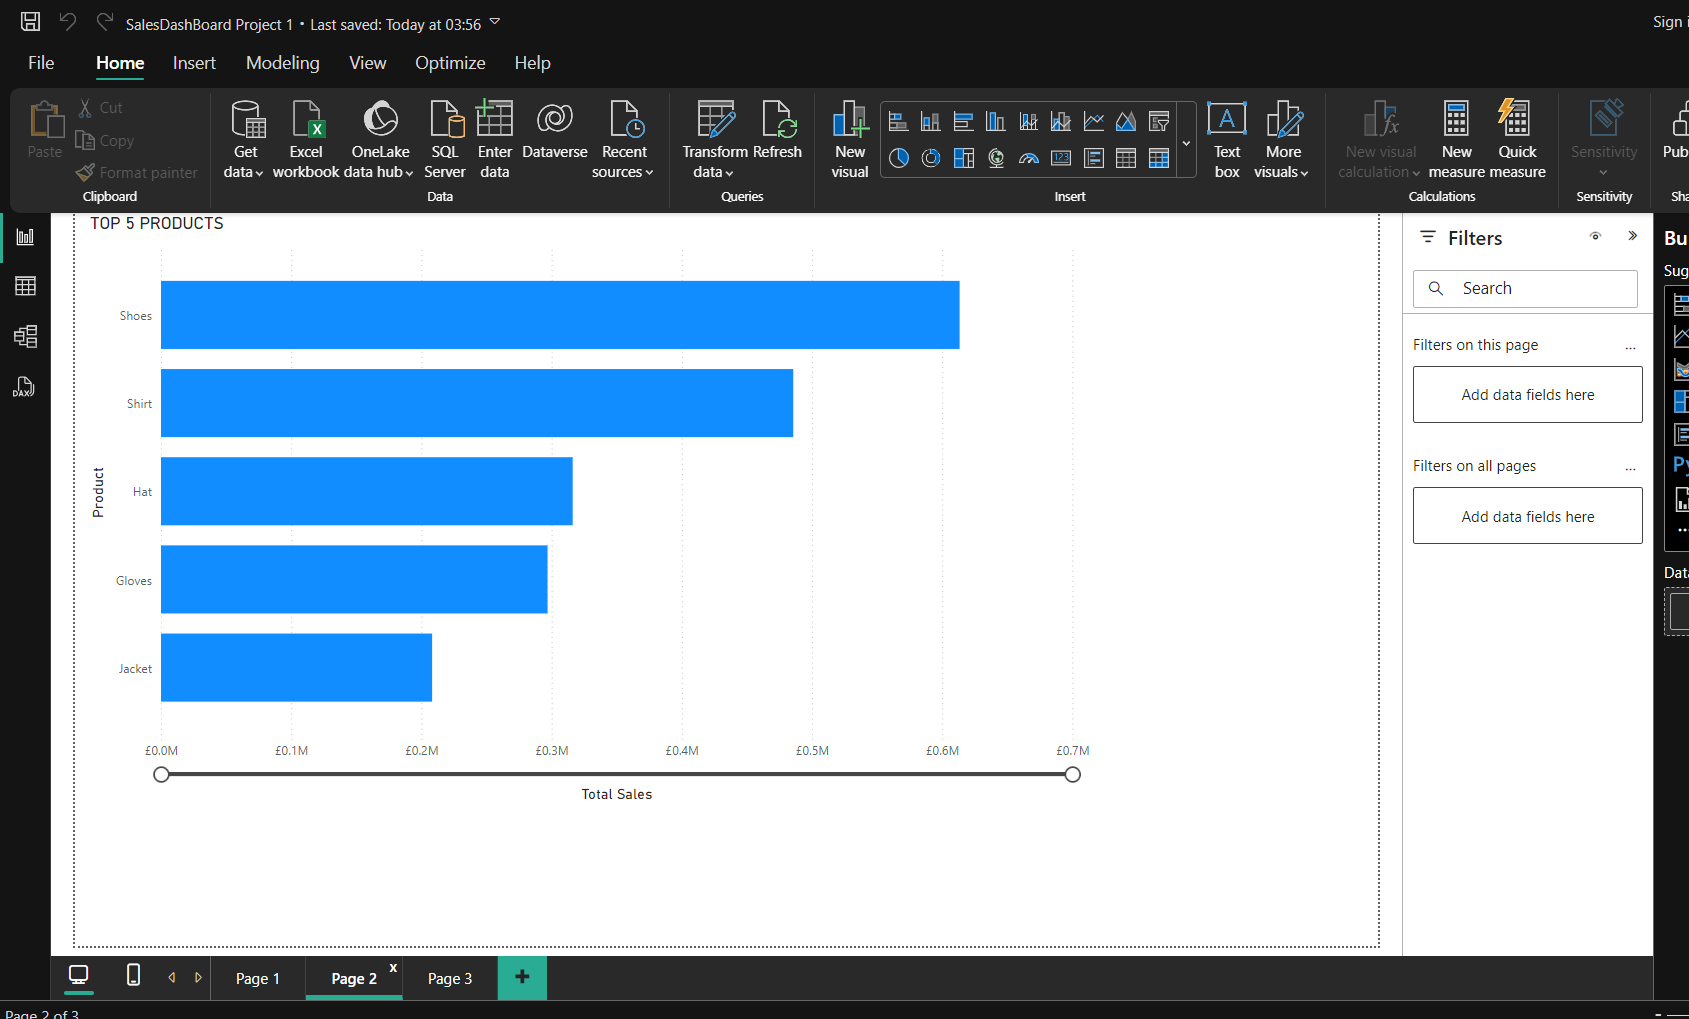 SalesDashBoard Project 1 • Last saved: Today at 03:56
Sign i
File Home Insert Modeling View Optimize Help
Paste
Cut
Copy
Format painter
Clipboard
Get data
Excel workbook
OneLake data hub
SQL Server
Enter data
Dataverse
Recent sources
Data
Transform data
Refresh
Queries
New visual
123
Insert
A
Text box
More visuals
New visual calculation
New measure
Quick measure
Calculations
Sensitivity
Sensitivity
Pub
Sha
DAX
TOP 5 PRODUCTS
Product
Shoes
Shirt
Hat
Gloves
Jacket
£0.0M £0.1M £0.2M £0.3M £0.4M £0.5M £0.6M £0.7M
Total Sales
Filters
Search
Filters on this page ...
Add data fields here
Filters on all pages ...
Add data fields here
Bu
Sug
Py
...
Data
Page 1 Page 2 x Page 3 +
Page 2 of 3